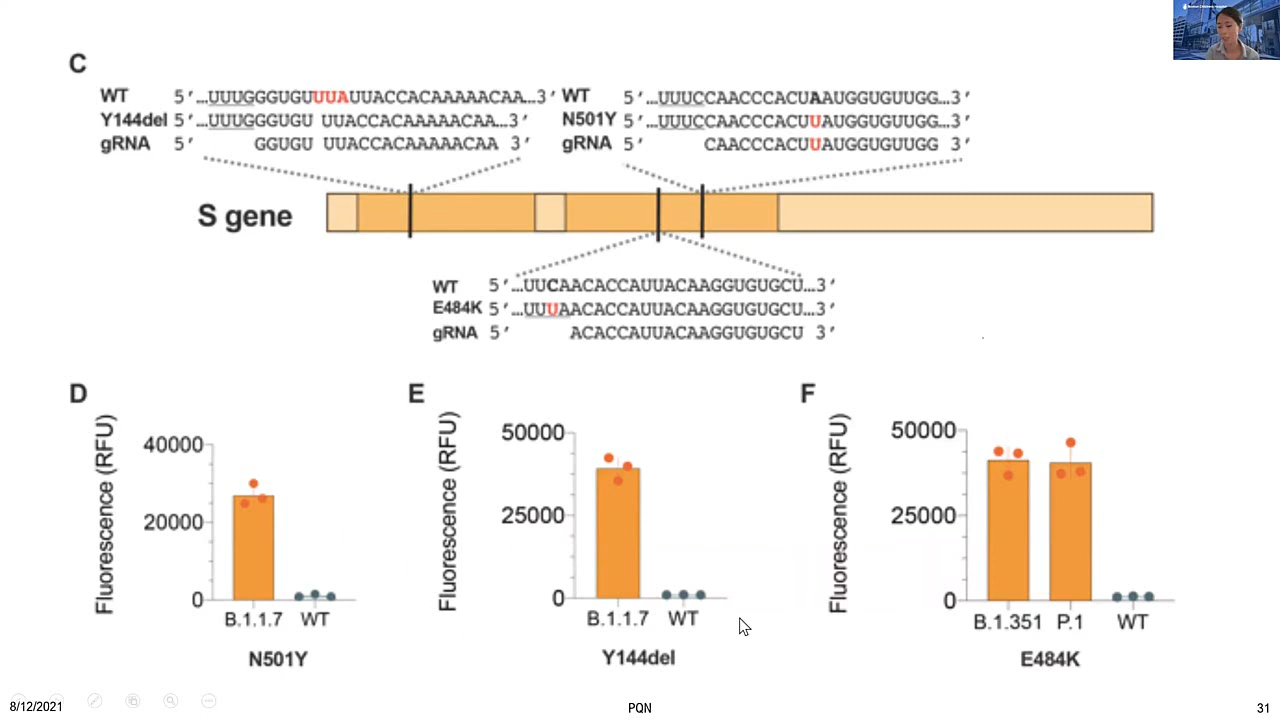 C
WT 5′…UUUGGGUGUUUAUUACCACAAAAACAA…3′
Y144del 5′…UUUGGGUGU UUACCACAAAAACAA…3′
gRNA 5′ GGUGU UUACCACAAAAACAA 3′
WT 5′…UUUCCAACCCACUAAUGGUGUUGG…3′
N501Y 5′…UUUCCAACCCACUUAUGGUGUUGG…3′
gRNA 5′ CAACCCACUUAUGGUGUUGG 3′
S gene
WT 5′…UUCAACACCAUUACAAGGUGUGCU…3′
E484K 5′…UUUAACACCAUUACAAGGUGUGCU…3′
gRNA 5′ ACACCAUUACAAGGUGUGCU 3′
D
Fluorescence (RFU)
40000
20000
0
B.1.1.7 WT
N501Y
E
Fluorescence (RFU)
50000
25000
0
B.1.1.7 WT
Y144del
F
Fluorescence (RFU)
50000
25000
0
B.1.351 P.1 WT
E484K
8/12/2021 PQN 31